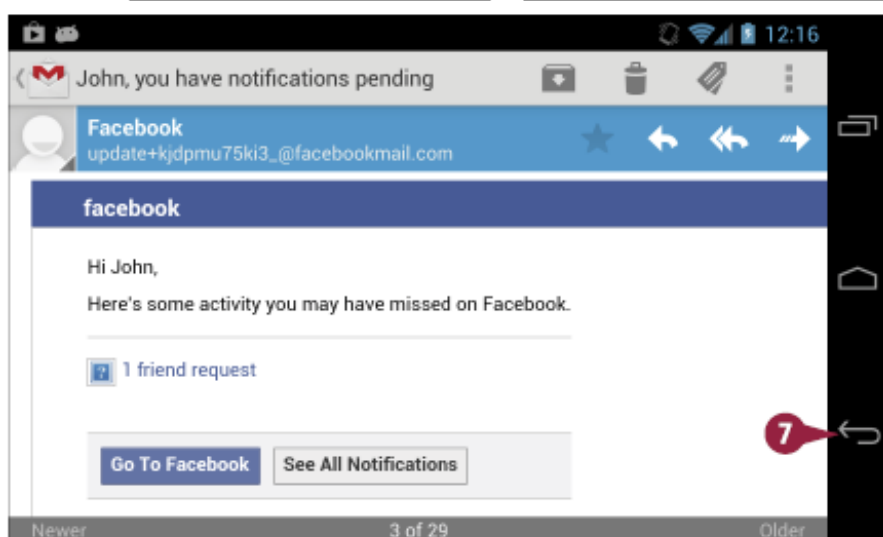 12:16
John, you have notifications pending
Facebook
update+kjdpmu75ki3_@facebookmail.com
facebook
Hi John,
Here's some activity you may have missed on Facebook.
1 friend request
7
Go To Facebook See All Notifications
Newer 3 of 29 Older